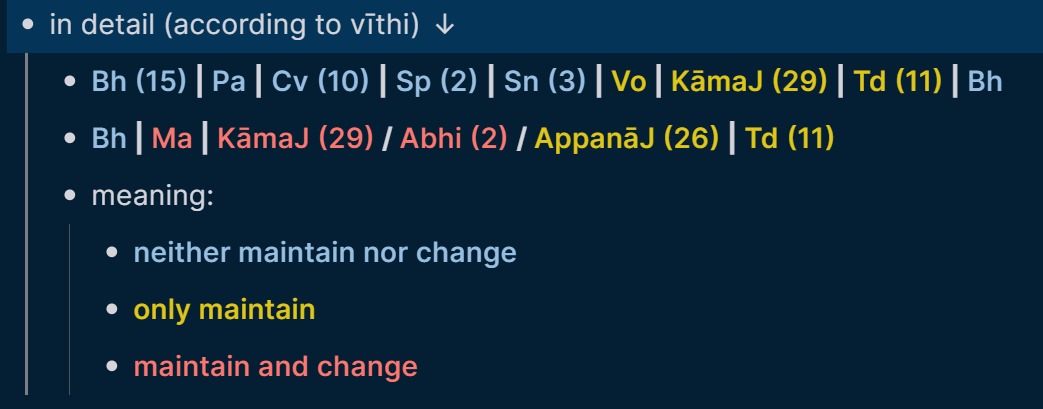 • in detail (according to vīthi) ↓
• Bh (15) | Pa | Cv (10) | Sp (2) | Sn (3) | Vo | KāmaJ (29) | Td (11) | Bh
• Bh | Ma | KāmaJ (29) / Abhi (2) / AppanāJ (26) | Td (11)
• meaning:
• neither maintain nor change
• only maintain
• maintain and change